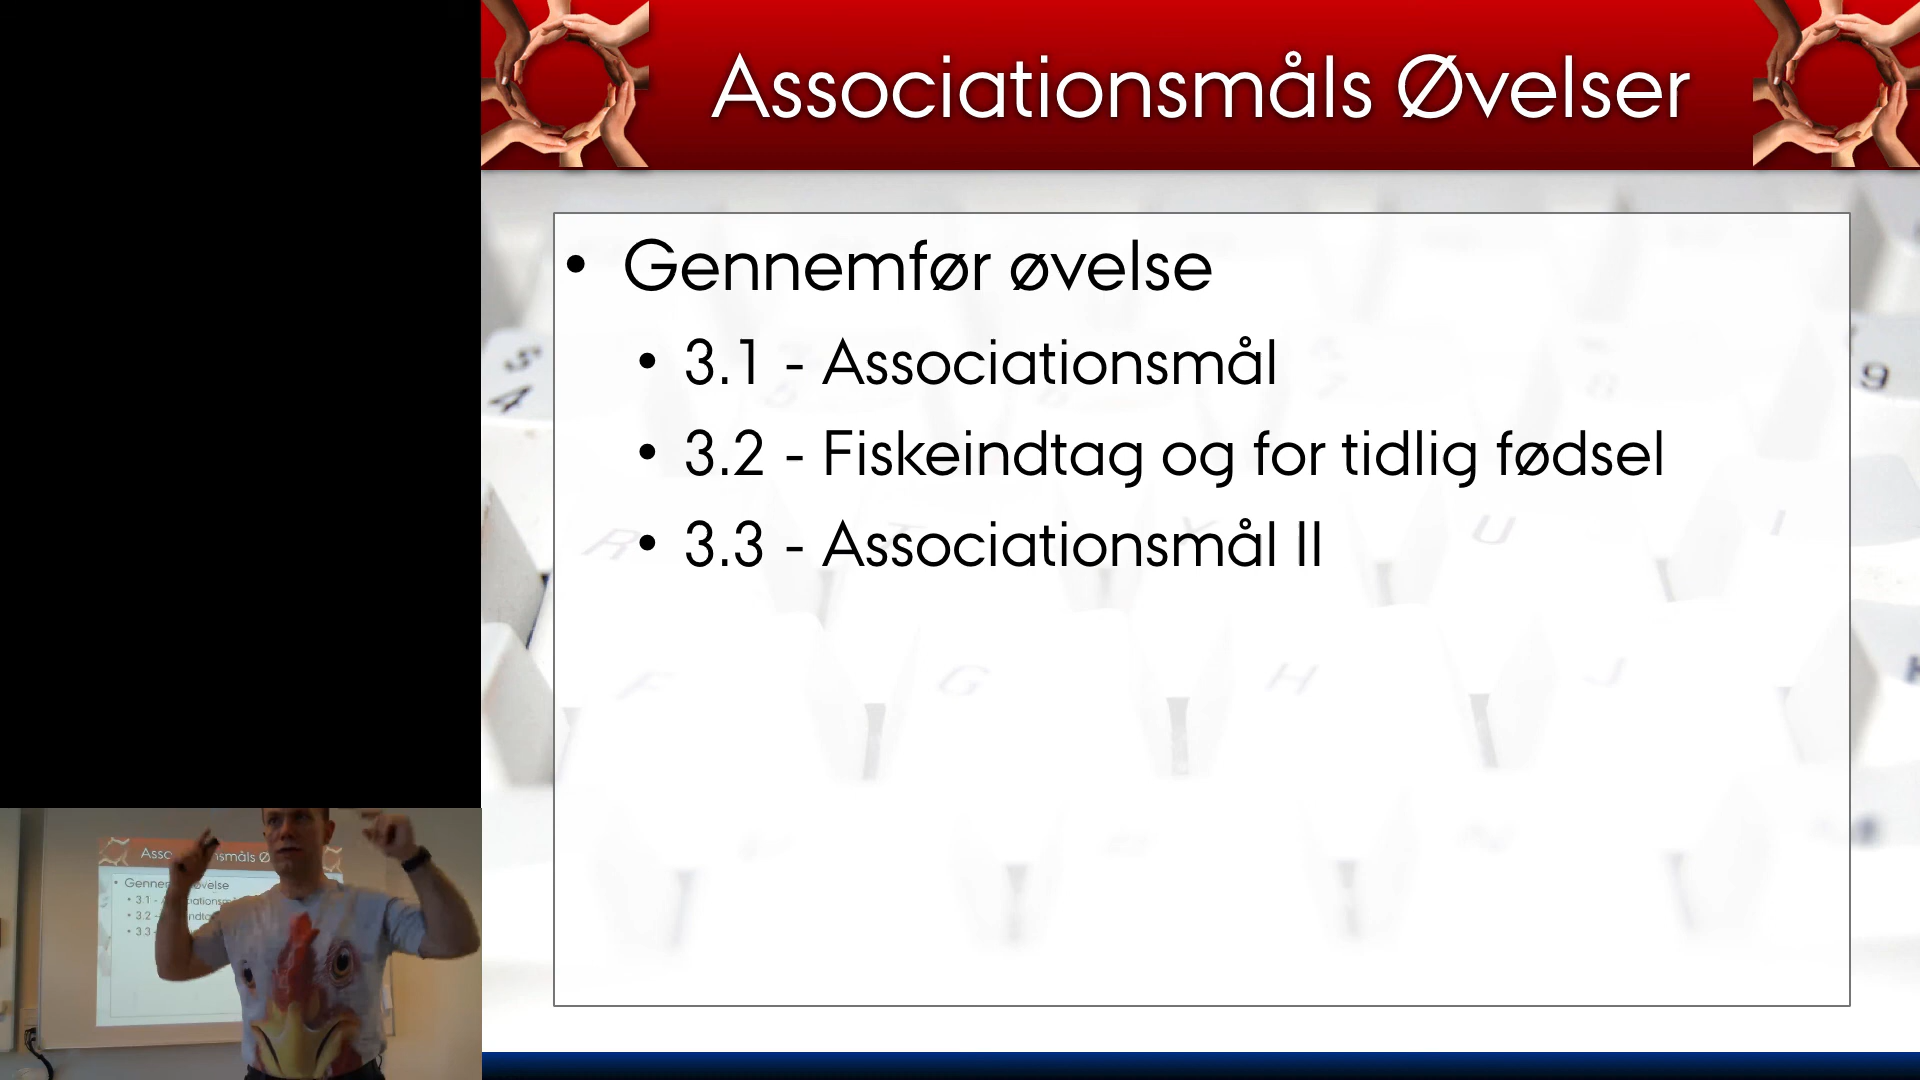 Associationsmåls Øvelser
• Gennemfør øvelse
• 3.1 - Associationsmål
• 3.2 - Fiskeindtag og for tidlig fødsel
• 3.3 - Associationsmål II